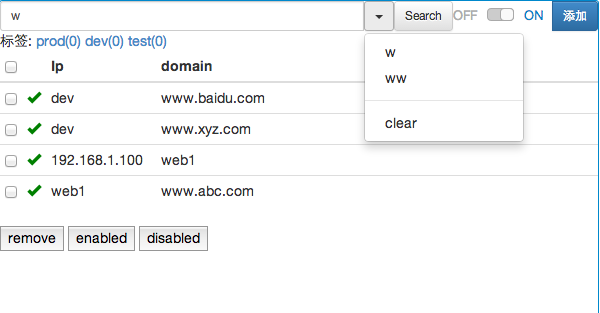 w Search OFF ON 添加
标签: prod(0) dev(0) test(0)
w
ww
clear
Ip domain
dev www.baidu.com
dev www.xyz.com
192.168.1.100 web1
web1 www.abc.com
remove enabled disabled